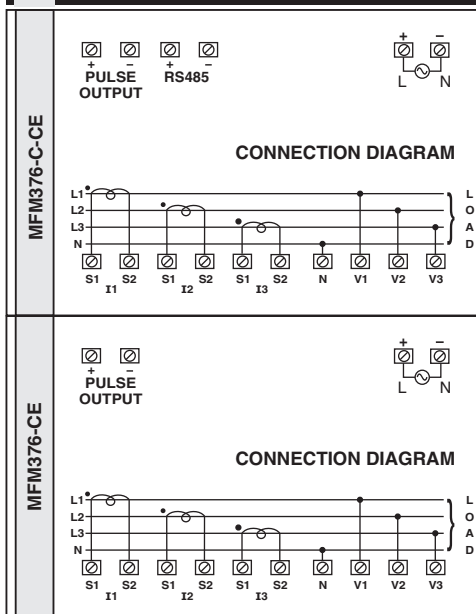 MFM376-C-CE
+ − + −
PULSE RS485
OUTPUT
+ −
L N
CONNECTION DIAGRAM
L1 L
L2 O
L3 A
N D
S1 S2 S1 S2 S1 S2 N V1 V2 V3
I1 I2 I3
MFM376-CE
+ −
PULSE
OUTPUT
+ −
L N
CONNECTION DIAGRAM
L1 L
L2 O
L3 A
N D
S1 S2 S1 S2 S1 S2 N V1 V2 V3
I1 I2 I3